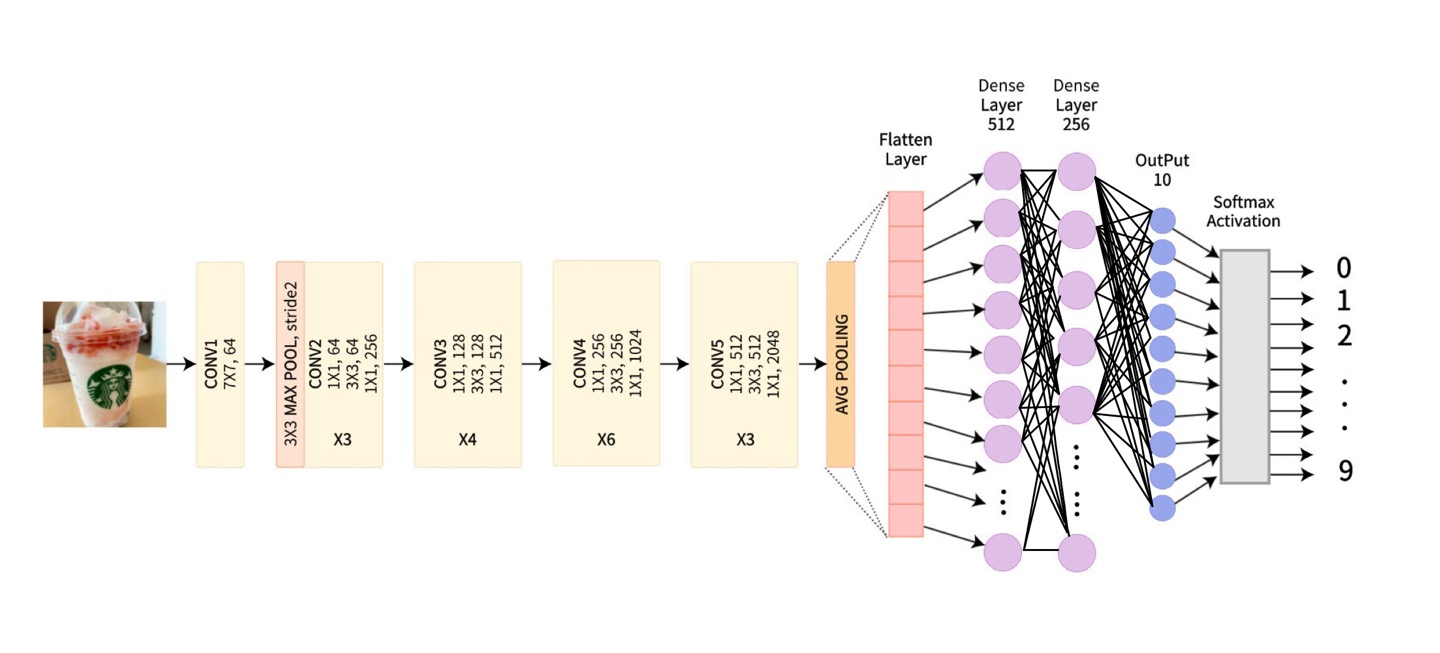 CONV1
7X7, 64
3X3 MAX POOL, stride2
CONV2
1X1, 64
3X3, 64
1X1, 256
X3
CONV3
1X1, 128
3X3, 128
1X1, 512
X4
CONV4
1X1, 256
3X3, 256
1X1, 1024
X6
CONV5
1X1, 512
3X3, 512
1X1, 2048
X3
AVG POOLING
Flatten
Layer
Dense
Layer
512
Dense
Layer
256
OutPut
10
Softmax
Activation
0
1
2
9